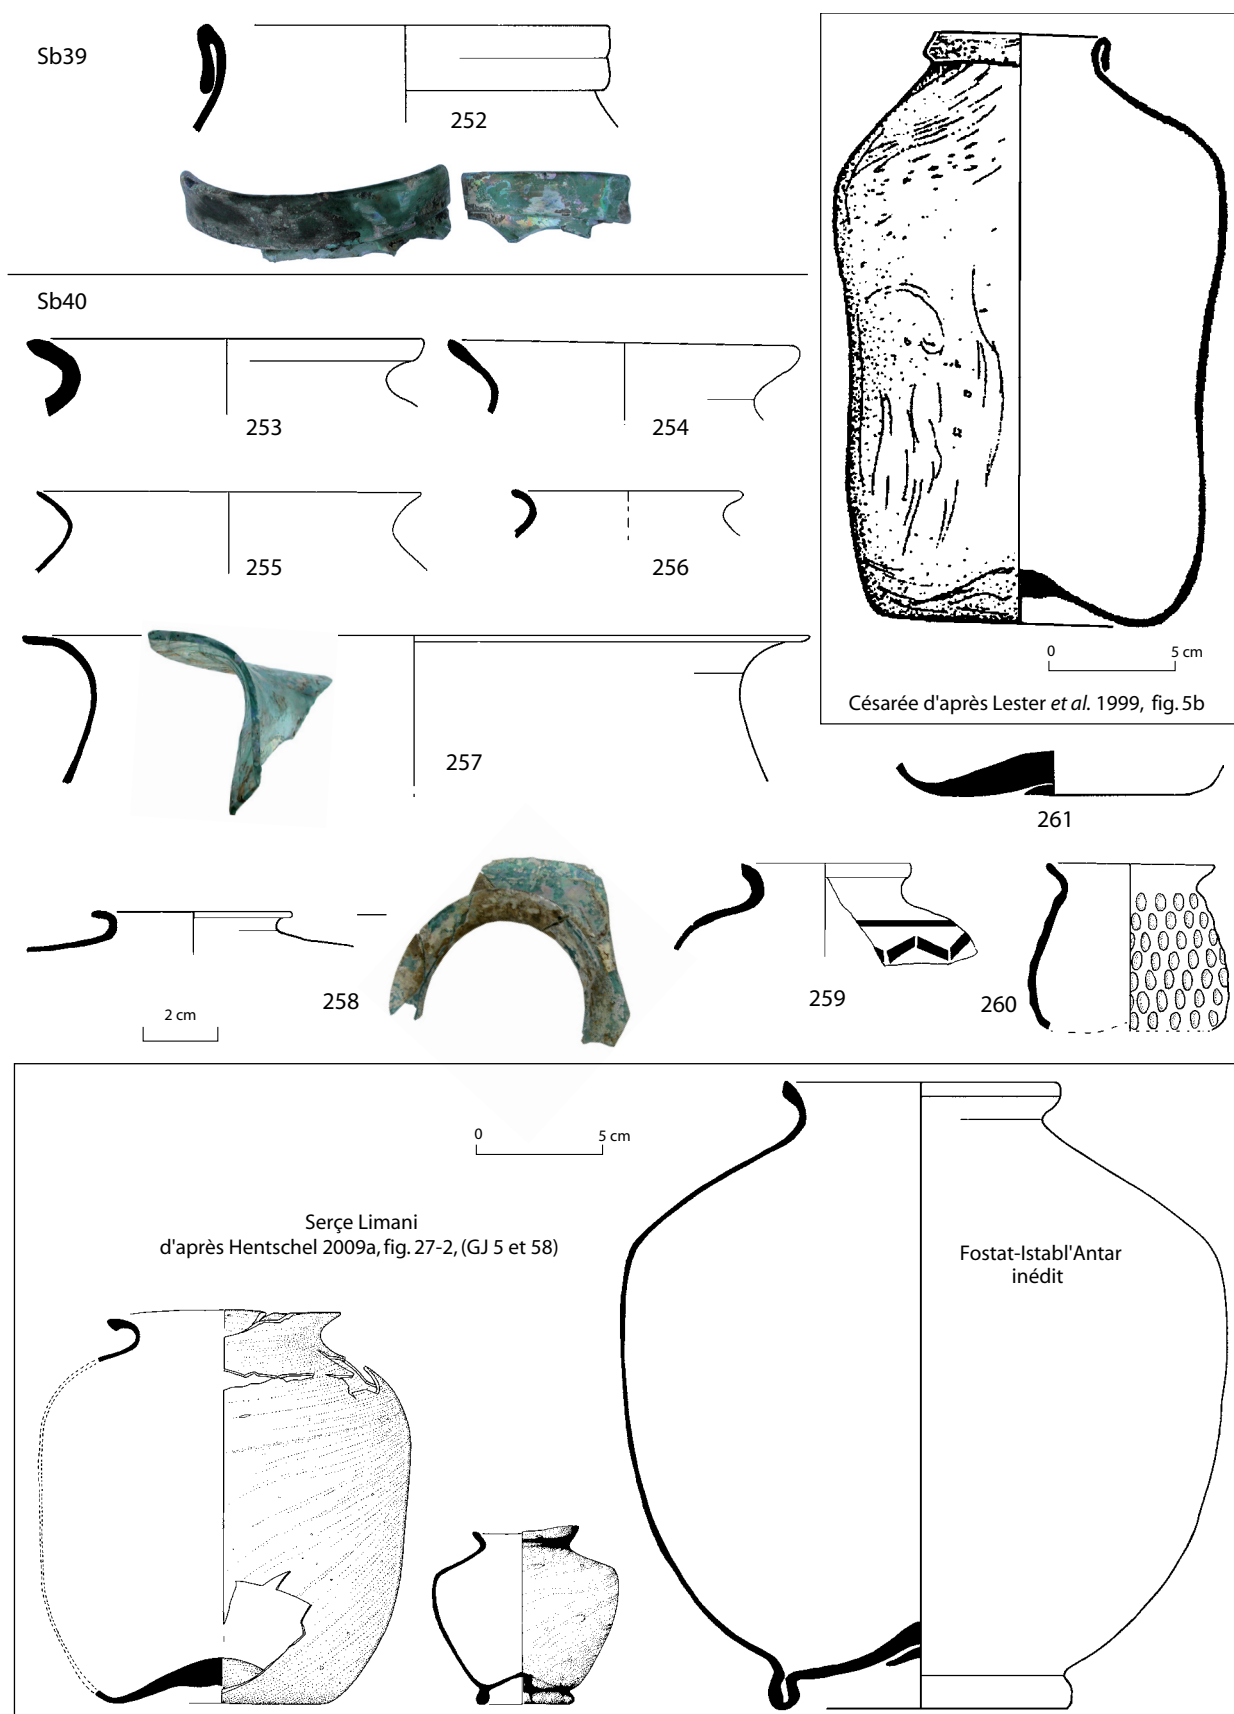 Sb39
252
Sb40
253
254
255
256
257
0 5 cm
Césarée d'après Lester et al. 1999, fig. 5b
261
258
259
260
2 cm
0 5 cm
Serçe Limani
d'après Hentschel 2009a, fig. 27-2, (GJ 5 et 58)
Fostat-Istabl'Antar
inédit